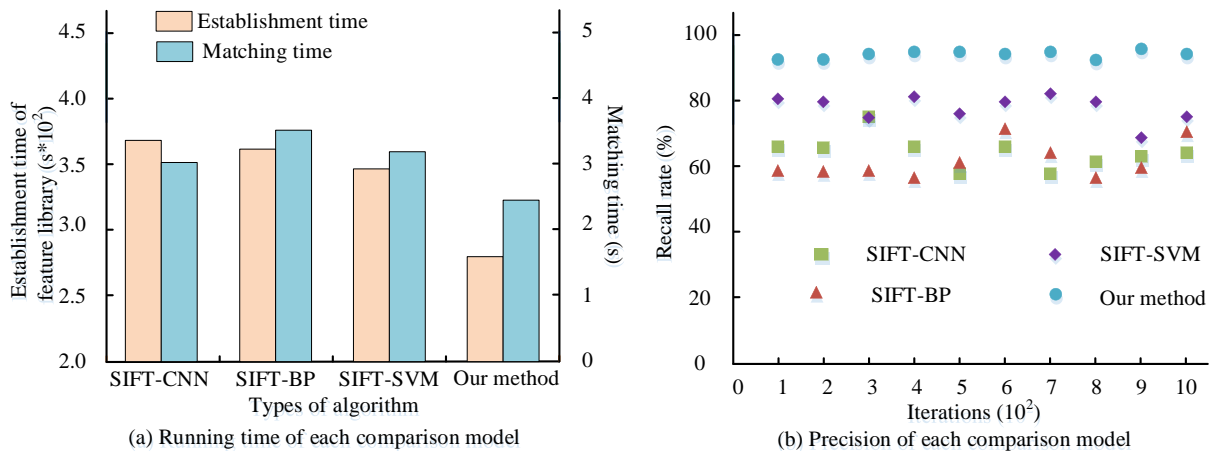 4.5
4.0
3.5
3.0
2.5
2.0
Establishment time of
feature library (s*10^2)
Establishment time
Matching time
5
4
3
2
1
0
Matching time (s)
SIFT-CNN SIFT-BP SIFT-SVM Our method
Types of algorithm
(a) Running time of each comparison model
100
80
60
40
20
0
Recall rate (%)
SIFT-CNN SIFT-SVM
SIFT-BP Our method
0 1 2 3 4 5 6 7 8 9 10
Iterations (10^2)
(b) Precision of each comparison model